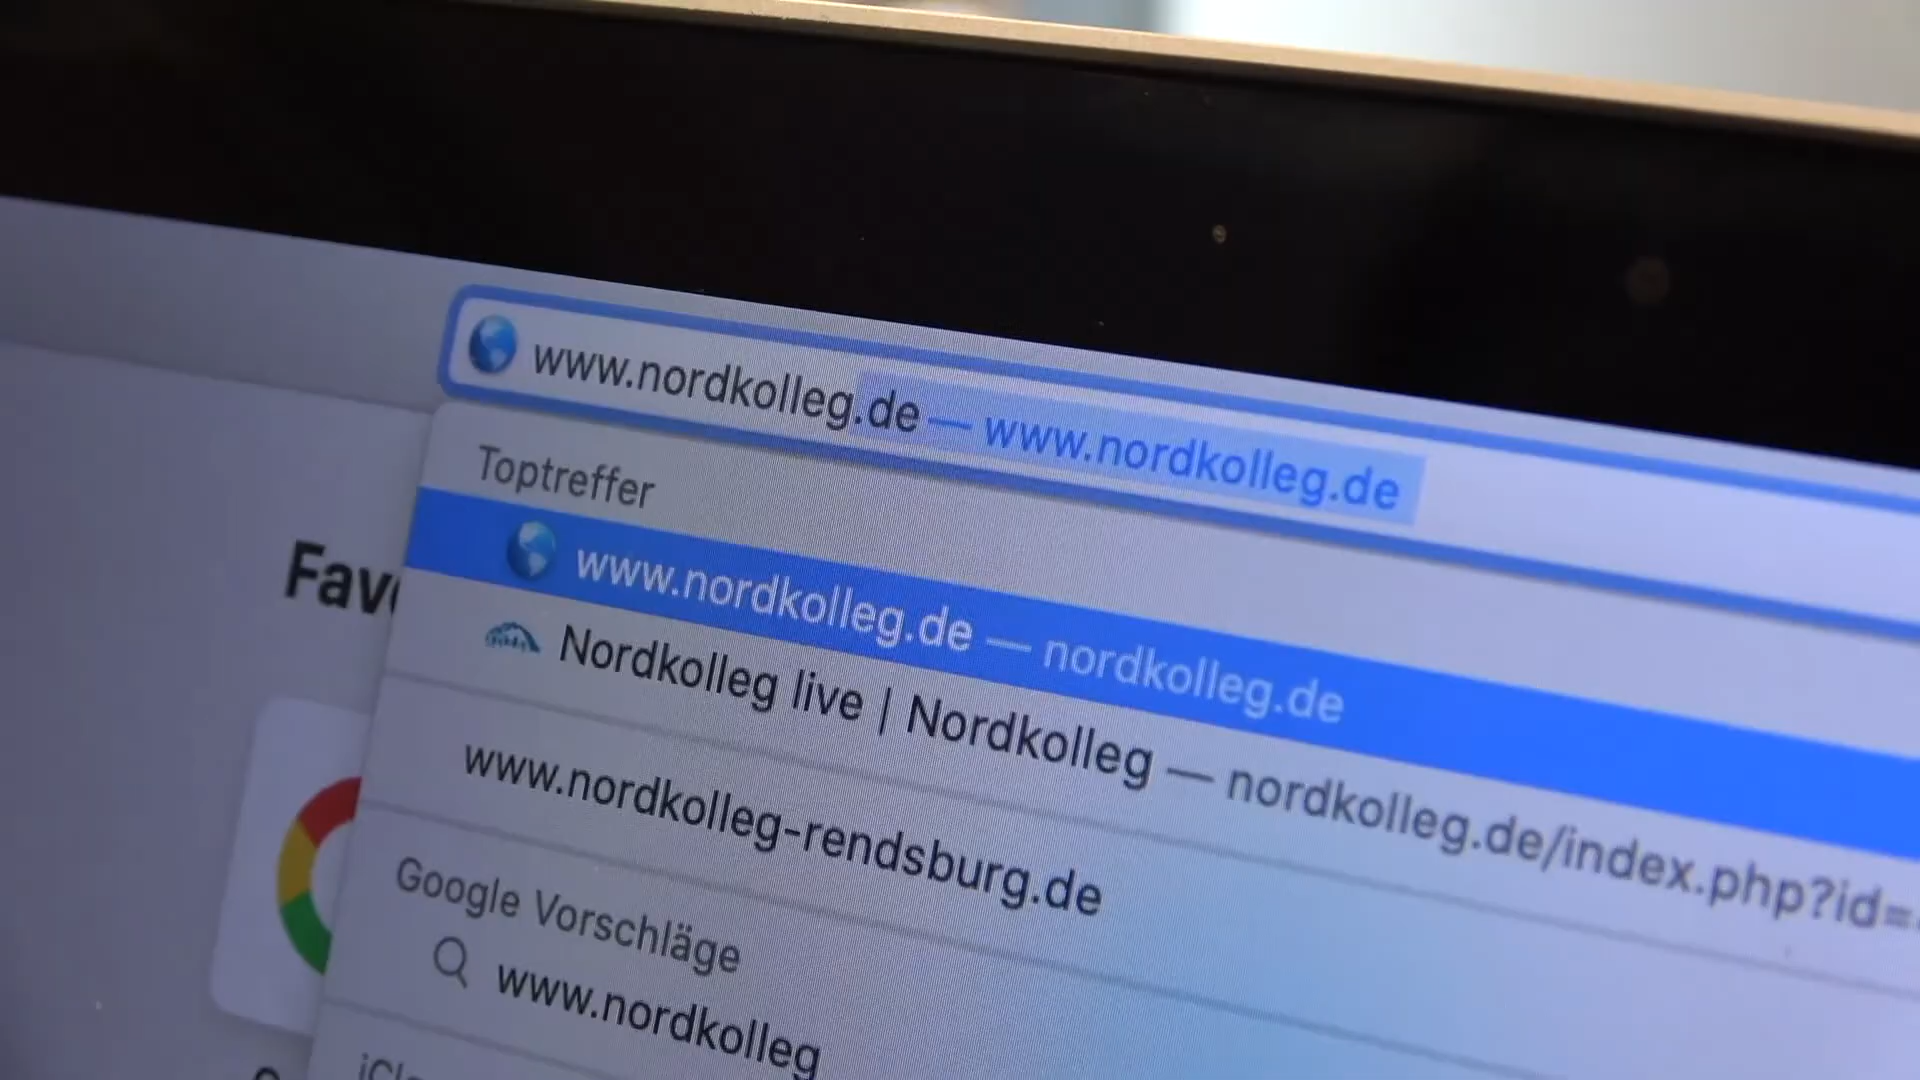 www.nordkolleg.de — www.nordkolleg.de
Toptreffer
www.nordkolleg.de — nordkolleg.de
Nordkolleg live | Nordkolleg — nordkolleg.de/index.php?id=
www.nordkolleg-rendsburg.de
Fav
Google Vorschläge
www.nordkolleg
iClo